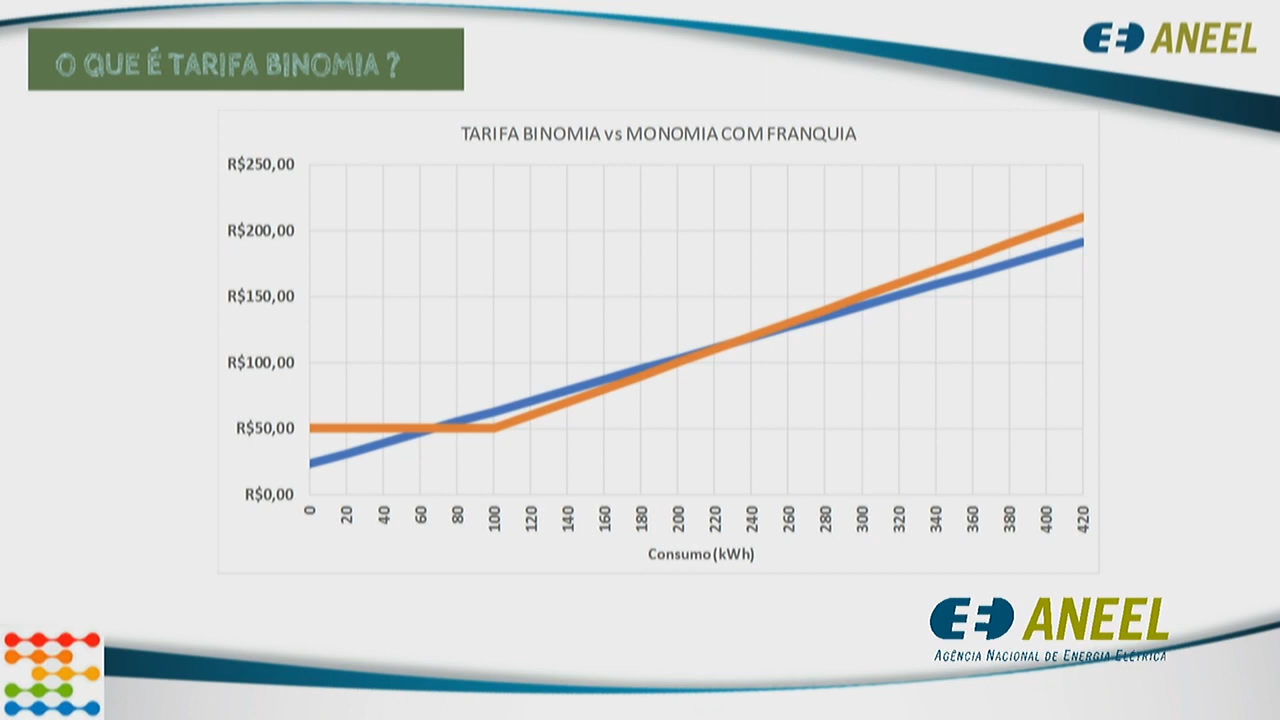 O QUE É TARIFA BINOMIA ?
ANEEL
TARIFA BINOMIA vs MONOMIA COM FRANQUIA
R$250,00
R$200,00
R$150,00
R$100,00
R$50,00
R$0,00
0 20 40 60 80 100 120 140 160 180 200 220 240 260 280 300 320 340 360 380 400 420
Consumo (kWh)
ANEEL
AGÊNCIA NACIONAL DE ENERGIA ELÉTRICA